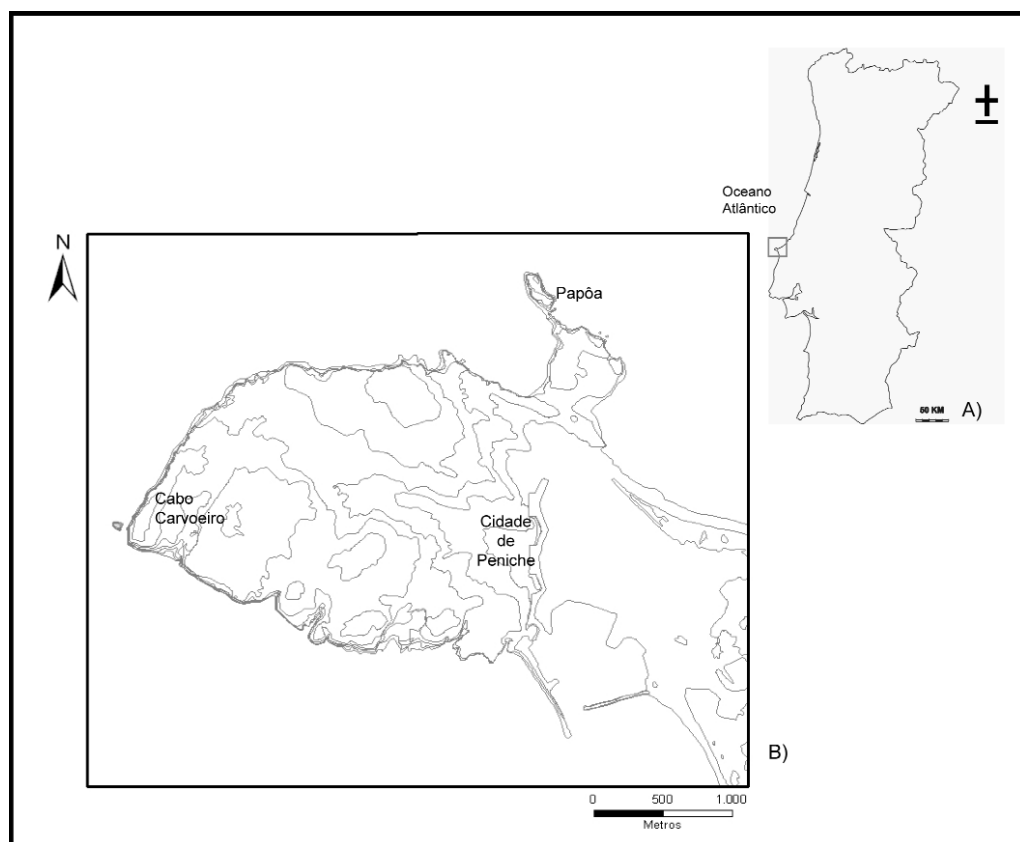 Oceano
Atlântico
50 KM
A)
N
Papôa
Cabo
Carvoeiro
Cidade
de
Peniche
B)
0 500 1.000
Metros